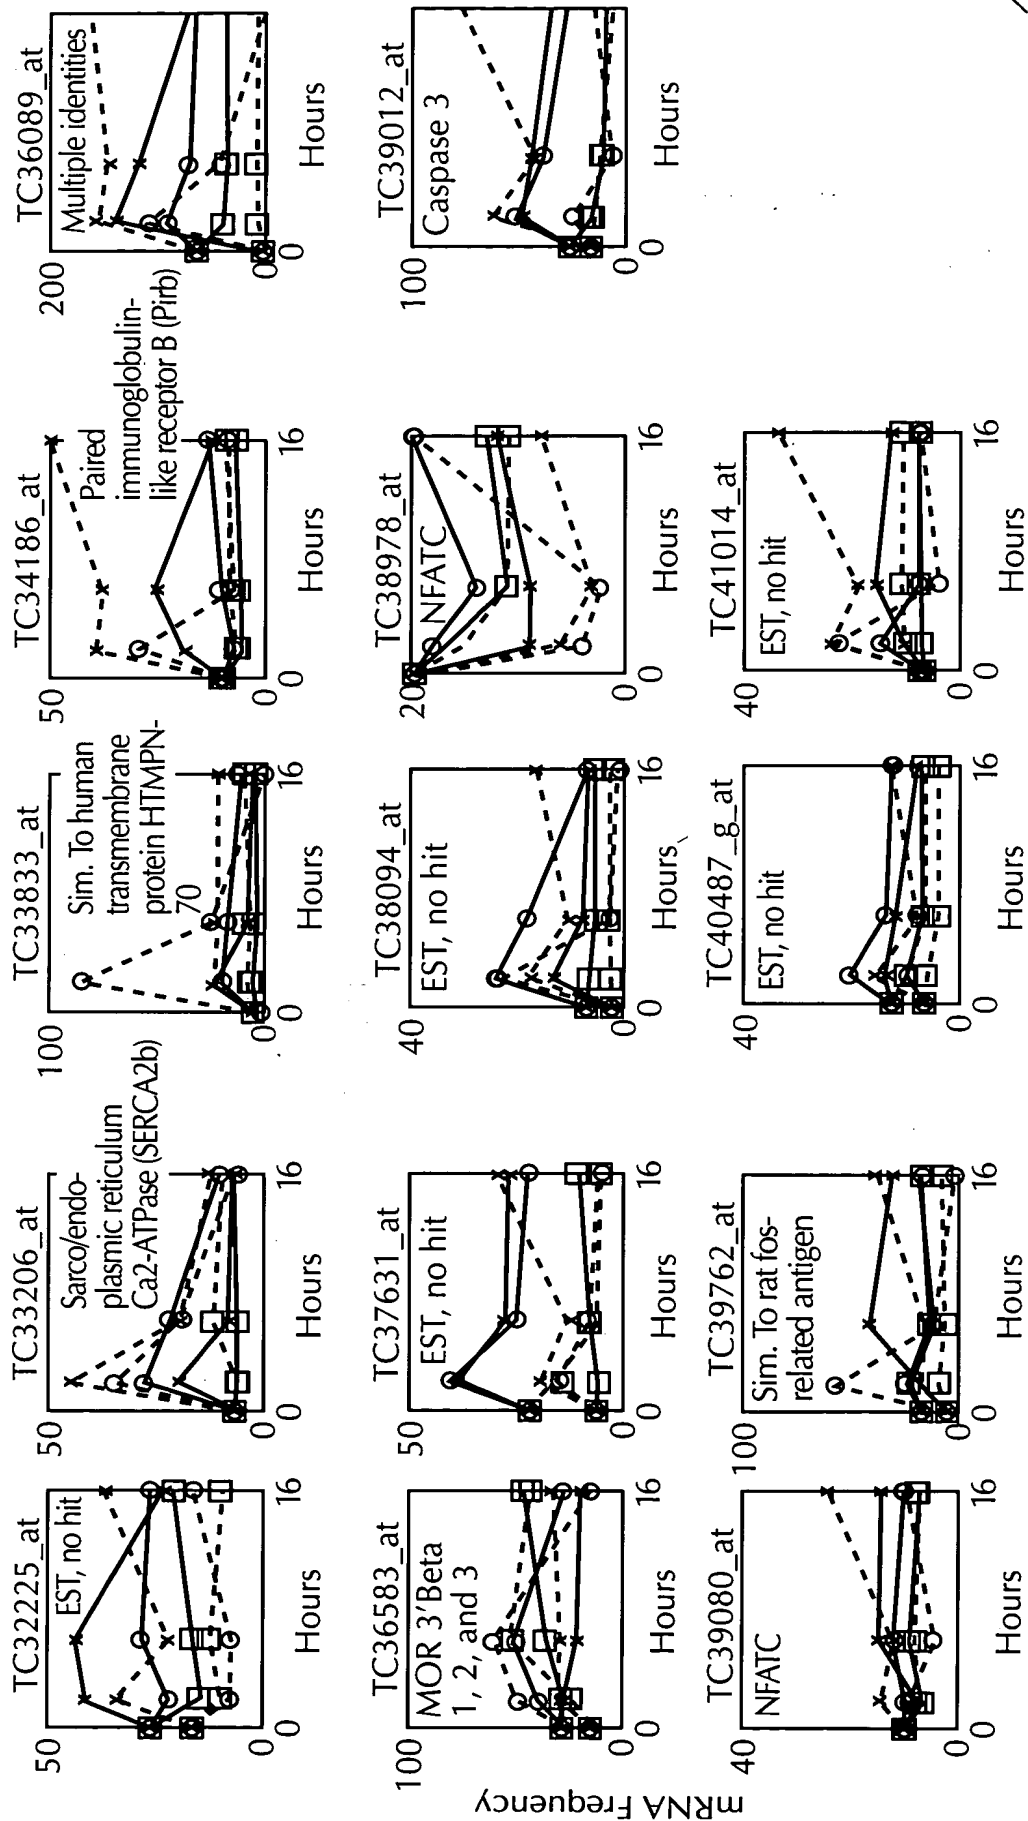 TC32225_at
50
EST, no hit
0
0
16
Hours
TC33206_at
50
Sarco/endo-
plasmic reticulum
Ca2-ATPase (SERCA2b)
0
0
16
Hours
TC33833_at
100
Sim. To human
transmembrane
protein HTMPN-
70
0
0
16
Hours
TC34186_at
50
Paired
immunoglobulin-
like receptor B (Pirb)
0
0
16
Hours
TC36089_at
200
Multiple identities
0
0
Hours
mRNA Frequency
TC36583_at
100
MOR 3'Beta
1, 2, and 3
0
0
16
Hours
TC37631_at
50
EST, no hit
0
0
16
Hours
TC38094_at
40
EST, no hit
0
0
16
Hours
TC38978_at
20
NFATC
0
0
16
Hours
TC39012_at
100
Caspase 3
0
0
Hours
TC39080_at
40
NFATC
0
0
16
Hours
TC39762_at
100
Sim. To rat fos-
related antigen
0
0
16
Hours
TC40487_g_at
40
EST, no hit
0
0
16
Hours
TC41014_at
40
EST, no hit
0
0
16
Hours